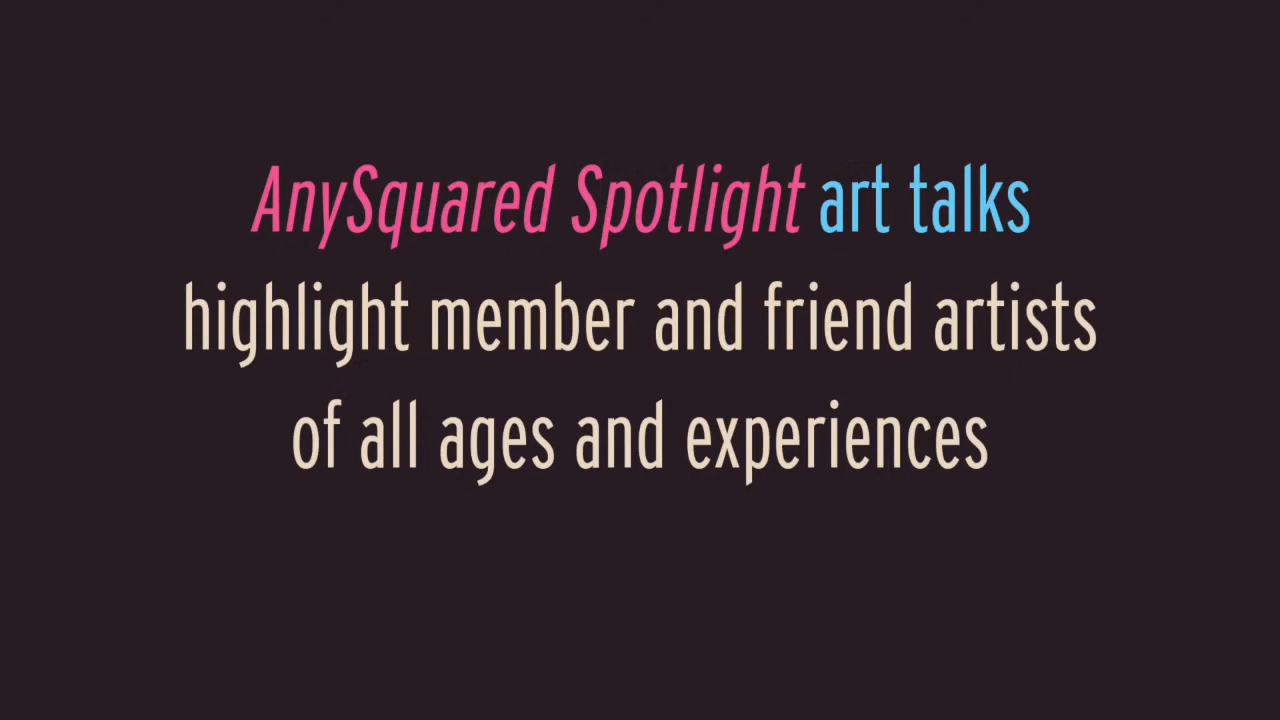 AnySquared Spotlight art talks
highlight member and friend artists
of all ages and experiences